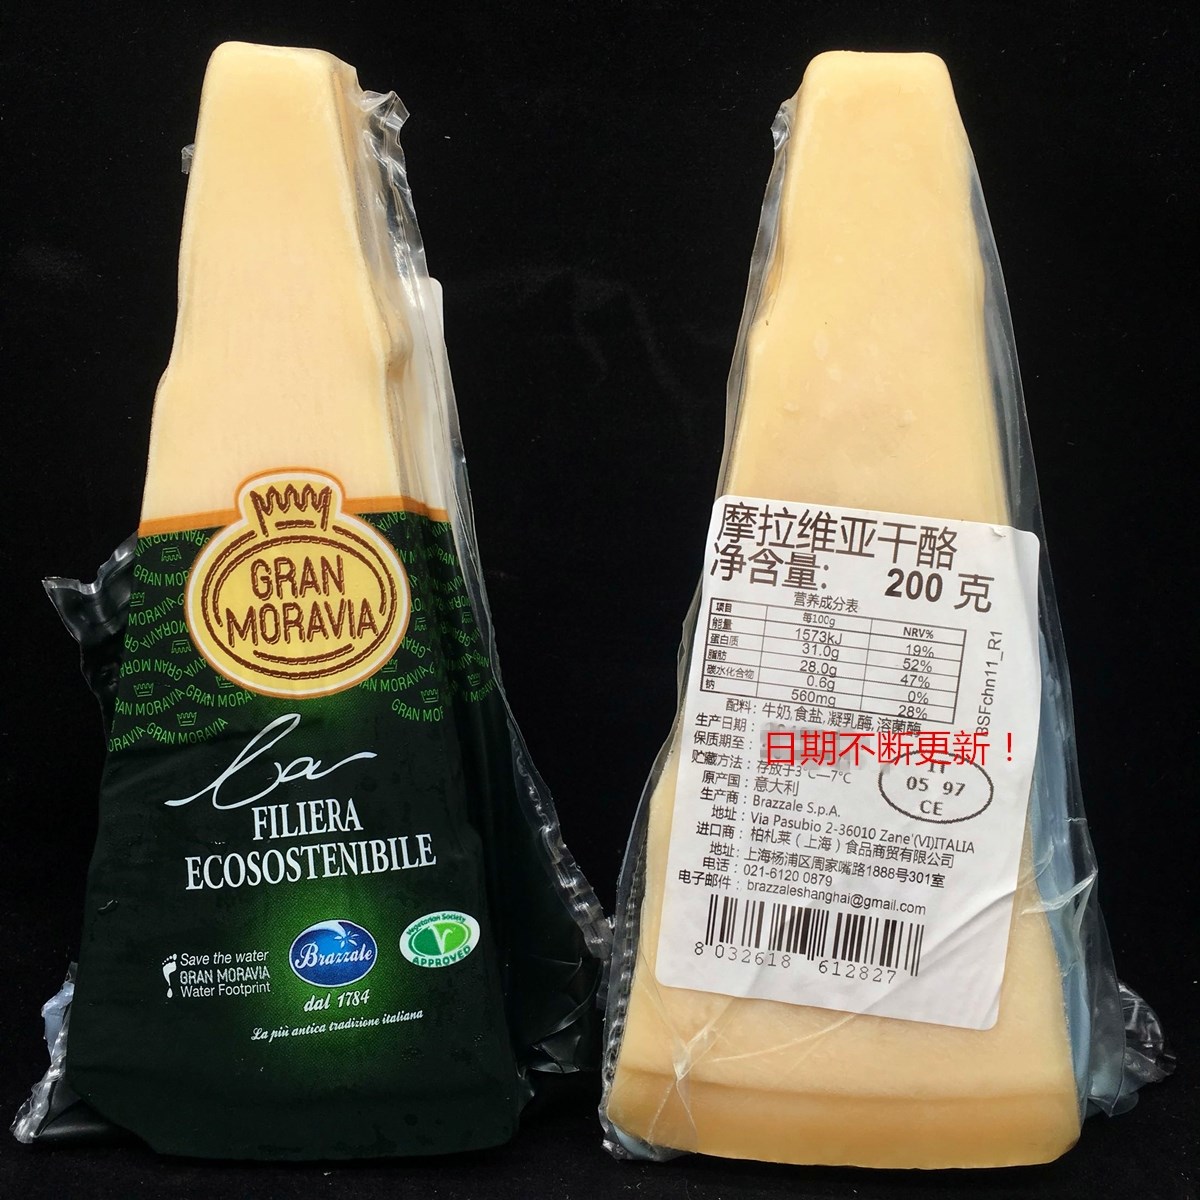 GRAN
MORAVIA
La
FILIERA
ECOSOSTENIBILE
Save the water
GRAN MORAVIA
Water Footprint
Brazzale
dal 1784
La più antica tradizione italiana
Vegetarian Society
APPROVED
摩拉维亚干酪
净含量: 200 克
营养成分表
项目 每100g NRV%
能量 1573kJ 19%
蛋白质 31.0g 52%
脂肪 28.0g 47%
碳水化合物 0.6g 0%
钠 560mg 28%
配料: 牛奶,食盐,凝乳酶,溶菌酶
生产日期:
保质期至:
日期不断更新！
贮藏方法: 存放于3℃—7℃
原产国: 意大利
生产商: Brazzale S.p.A.
地址: Via Pasubio 2-36010 Zane'(VI)ITALIA
进口商: 柏札莱（上海）食品商贸有限公司
地址: 上海杨浦区周家嘴路1888号301室
电话: 021-6120 0879
电子邮件: brazzaleshanghai@gmail.com
IT
05 97
CE
BSFchn11_R1
8 032618 612827